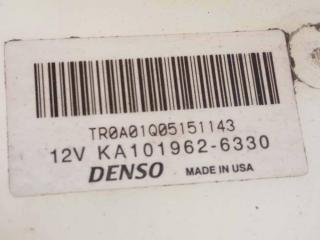 TR0A01Q05151143
12V KA101962-6330
DENSO MADE IN USA